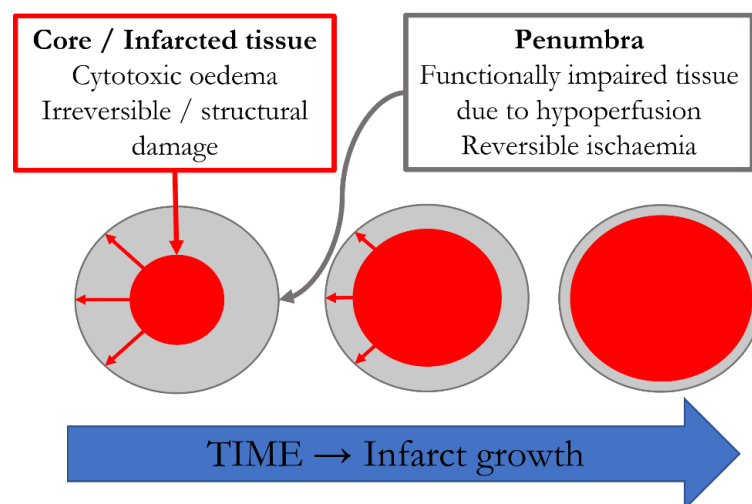 Core / Infarcted tissue
Cytotoxic oedema
Irreversible / structural
damage
Penumbra
Functionally impaired tissue
due to hypoperfusion
Reversible ischaemia
TIME → Infarct growth